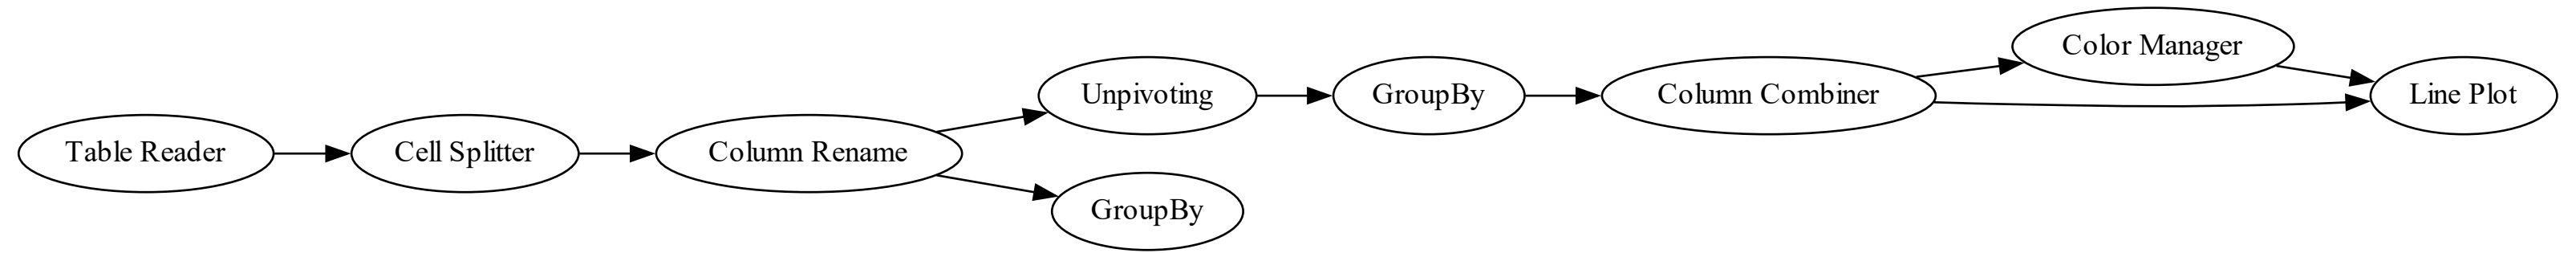 Table Reader
Cell Splitter
Column Rename
Unpivoting
GroupBy
GroupBy
Column Combiner
Color Manager
Line Plot